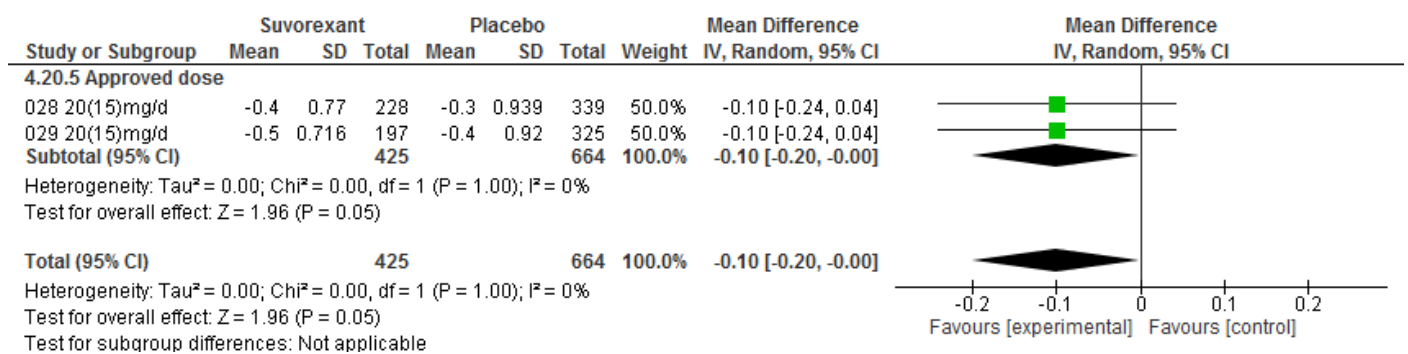 Suvorexant Placebo Mean Difference Mean Difference
Study or Subgroup Mean SD Total Mean SD Total Weight IV, Random, 95% CI IV, Random, 95% CI
4.20.5 Approved dose
028 20(15)mg/d -0.4 0.77 228 -0.3 0.939 339 50.0% -0.10 [-0.24, 0.04]
029 20(15)mg/d -0.5 0.716 197 -0.4 0.92 325 50.0% -0.10 [-0.24, 0.04]
Subtotal (95% CI) 425 664 100.0% -0.10 [-0.20, -0.00]
Heterogeneity: Tau² = 0.00; Chi² = 0.00, df = 1 (P = 1.00); I² = 0%
Test for overall effect: Z = 1.96 (P = 0.05)
Total (95% CI) 425 664 100.0% -0.10 [-0.20, -0.00]
Heterogeneity: Tau² = 0.00; Chi² = 0.00, df = 1 (P = 1.00); I² = 0%
Test for overall effect: Z = 1.96 (P = 0.05)
Test for subgroup differences: Not applicable
-0.2 -0.1 0 0.1 0.2
Favours [experimental] Favours [control]